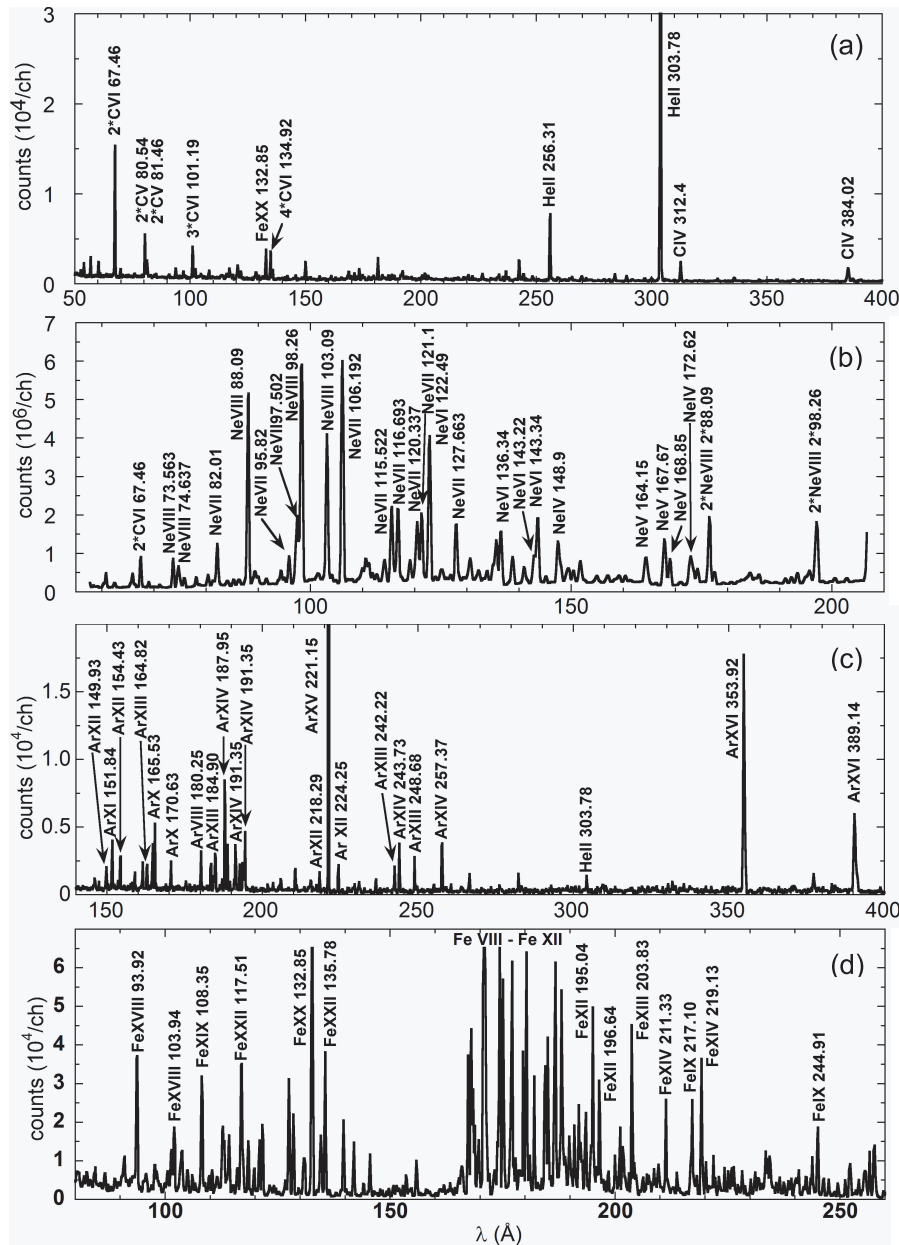 (a)
counts (10^4/ch)
3
2
1
0
2*CVI 67.46
2*CV 80.54
2*CV 81.46
3*CVI 101.19
FeXX 132.85
4*CVI 134.92
HeII 256.31
HeII 303.78
CIV 312.4
CIV 384.02
50 100 150 200 250 300 350 400
(b)
counts (10^6/ch)
7
6
5
4
3
2
1
0
2*CVI 67.46
NeVIII 73.563
NeVIII 74.637
NeVII 82.01
NeVIII 88.09
NeVII 95.82
NeVII97.502
NeVIII 98.26
NeVIII 103.09
NeVII 106.192
NeVII 115.522
NeVII 116.693
NeVII 120.337
NeVII 121.1
NeVI 122.49
NeVII 127.663
NeVI 136.34
NeVI 143.22
NeVI 143.34
NeIV 148.9
NeV 164.15
NeV 167.67
NeV 168.85
NeIV 172.62
2*NeVIII 2*88.09
2*NeVIII 2*98.26
100 150 200
(c)
counts (10^4/ch)
1.5
1
0.5
0
ArXII 149.93
ArXI 151.84
ArXII 154.43
ArXIII 164.82
ArX 165.53
ArX 170.63
ArVIII 180.25
ArXIII 184.90
ArXIV 187.95
ArXIV 191.35
ArXIV 191.35
ArXII 218.29
ArXV 221.15
Ar XII 224.25
ArXIII 242.22
ArXIV 243.73
ArXIII 248.68
ArXIV 257.37
HeII 303.78
ArXVI 353.92
ArXVI 389.14
140 150 200 250 300 350 400
(d)
counts (10^4/ch)
6
5
4
3
2
1
0
FeXVIII 93.92
FeXVIII 103.94
FeXIX 108.35
FeXXII 117.51
FeXX 132.85
FeXXII 135.78
Fe VIII - Fe XII
FeXII 195.04
FeXII 196.64
FeXIII 203.83
FeXIV 211.33
FeIX 217.10
FeXIV 219.13
FeIX 244.91
100 150 200 250
λ (Å)